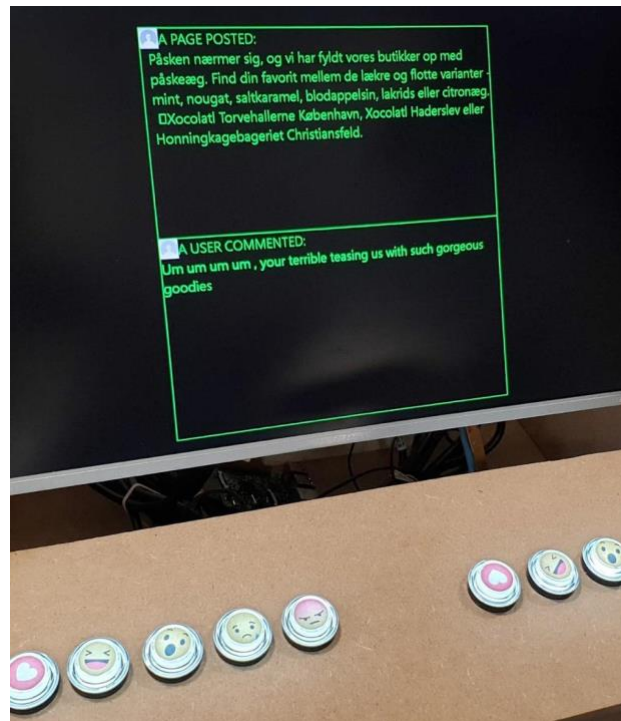 A PAGE POSTED:
Påsken nærmer sig, og vi har fyldt vores butikker op med
påskeæg. Find din favorit mellem de lækre og flotte varianter -
mint, nougat, saltkaramel, blodappelsin, lakrids eller citronæg.
▯Xocolatl Torvehallerne København, Xocolatl Haderslev eller
Honningkagebageriet Christiansfeld.
A USER COMMENTED:
Um um um um , your terrible teasing us with such gorgeous
goodies